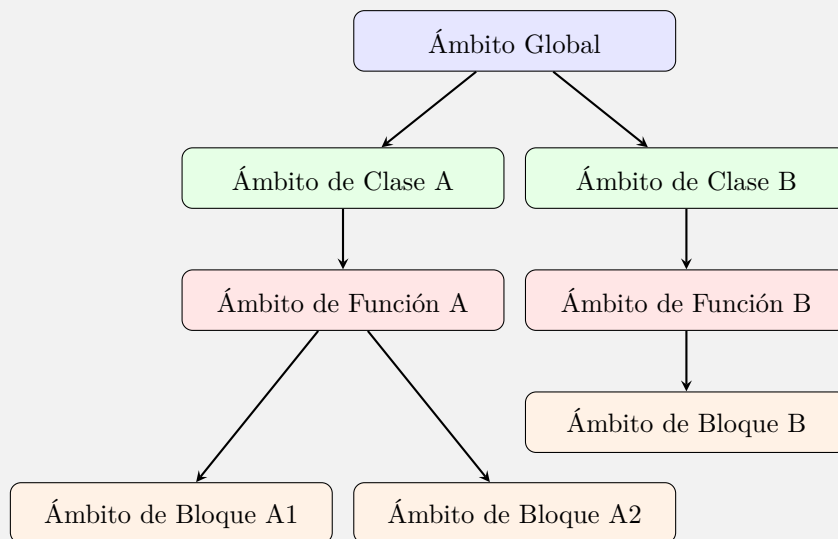 Ámbito Global
Ámbito de Clase A
Ámbito de Clase B
Ámbito de Función A
Ámbito de Función B
Ámbito de Bloque B
Ámbito de Bloque A1
Ámbito de Bloque A2